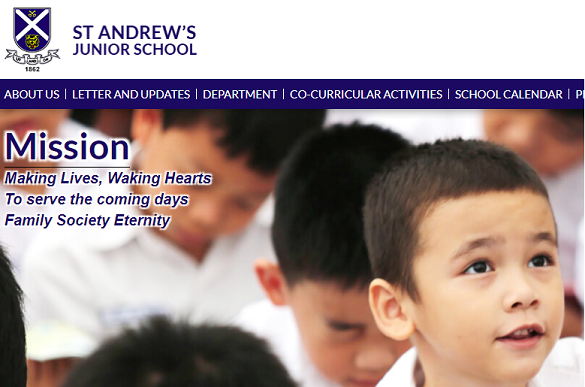 ST ANDREW'S
JUNIOR SCHOOL
1862
ABOUT US | LETTER AND UPDATES | DEPARTMENT | CO-CURRICULAR ACTIVITIES | SCHOOL CALENDAR |
Mission
Making Lives, Waking Hearts
To serve the coming days
Family Society Eternity